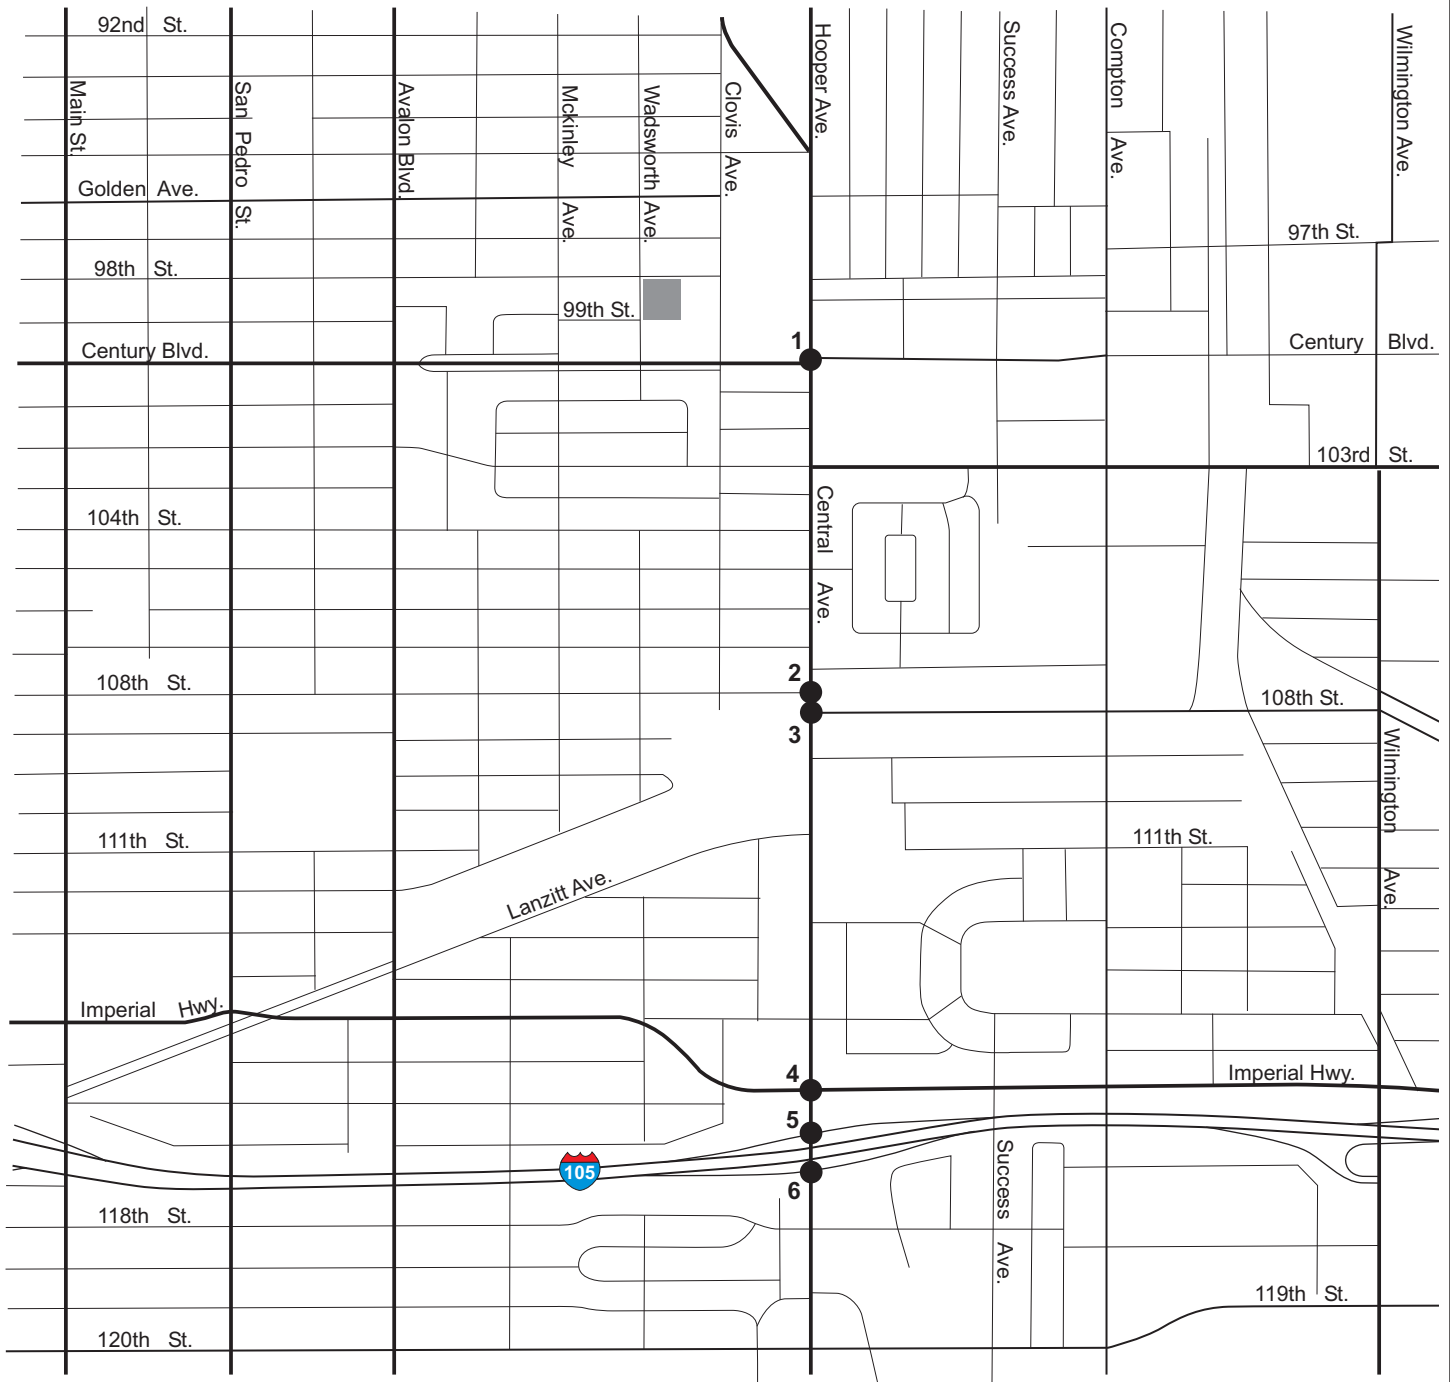 92nd St.
Main St.
San Pedro St.
Avalon Blvd.
Mckinley Ave.
Wadsworth Ave.
Clovis Ave.
Hooper Ave.
Success Ave.
Compton Ave.
Wilmington Ave.
Golden Ave.
97th St.
98th St.
99th St.
1
Century Blvd.
Century Blvd.
103rd St.
104th St.
Central Ave.
2
108th St.
108th St.
3
Wilmington Ave.
111th St.
111th St.
Lanzitt Ave.
Imperial Hwy.
4
Imperial Hwy.
5
105
6
Success Ave.
118th St.
119th St.
120th St.